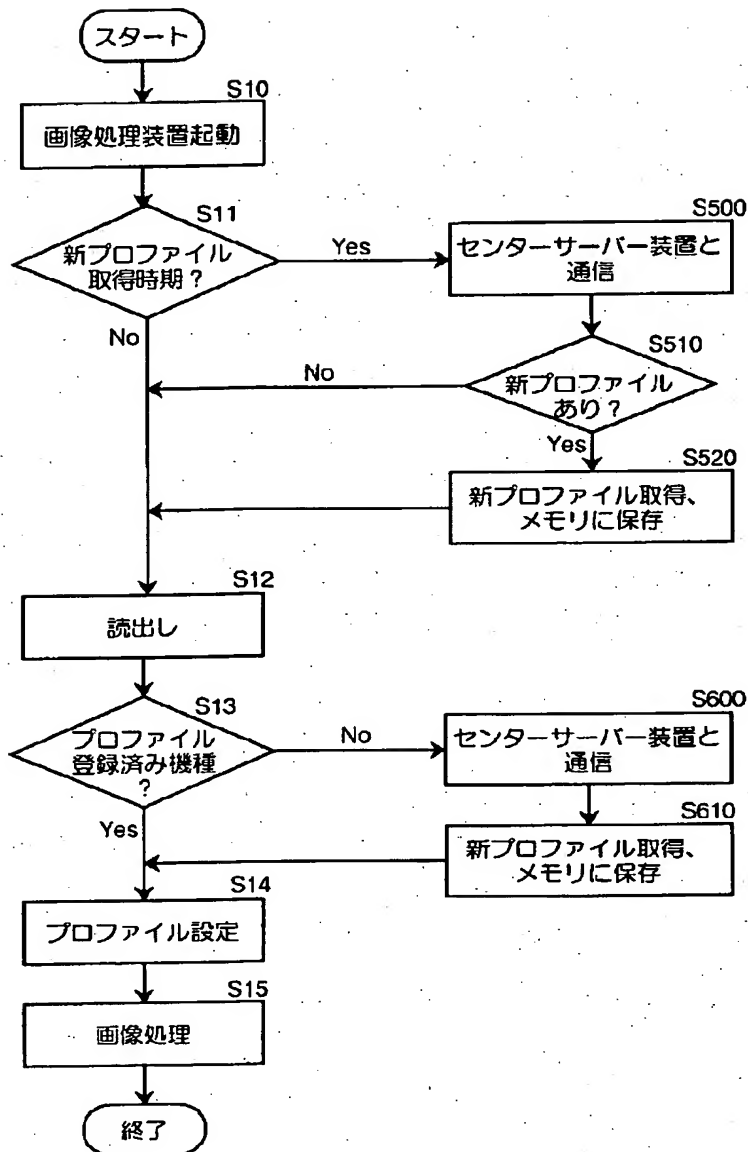 スタート
S10
画像処理装置起動
S11
新プロファイル
取得時期?
Yes
No
S500
センターサーバー装置と
通信
S510
新プロファイル
あり?
No
Yes
S520
新プロファイル取得、
メモリに保存
S12
読出し
S13
プロファイル
登録済み機種
?
No
Yes
S600
センターサーバー装置と
通信
S610
新プロファイル取得、
メモリに保存
S14
プロファイル設定
S15
画像処理
終了